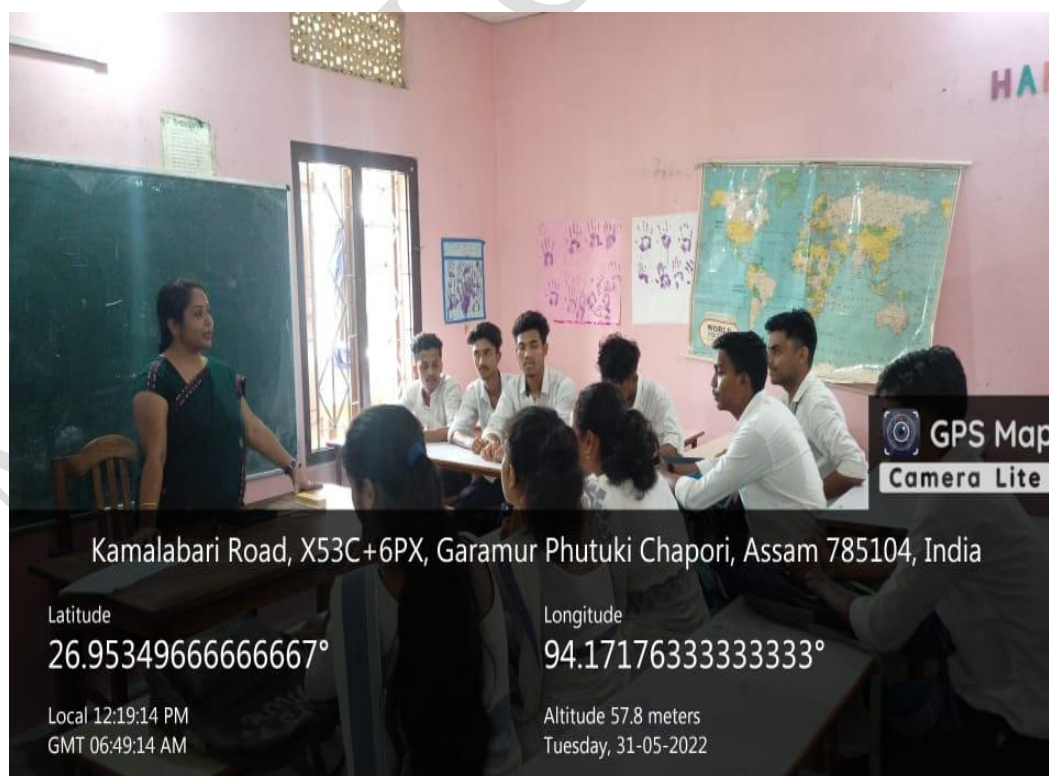 HA
WORLD
GPS Map
Camera Lite
Kamalabari Road, X53C+6PX, Garamur Phutuki Chapori, Assam 785104, India
Latitude
26.95349666666667°
Longitude
94.17176333333333°
Local 12:19:14 PM
GMT 06:49:14 AM
Altitude 57.8 meters
Tuesday, 31-05-2022